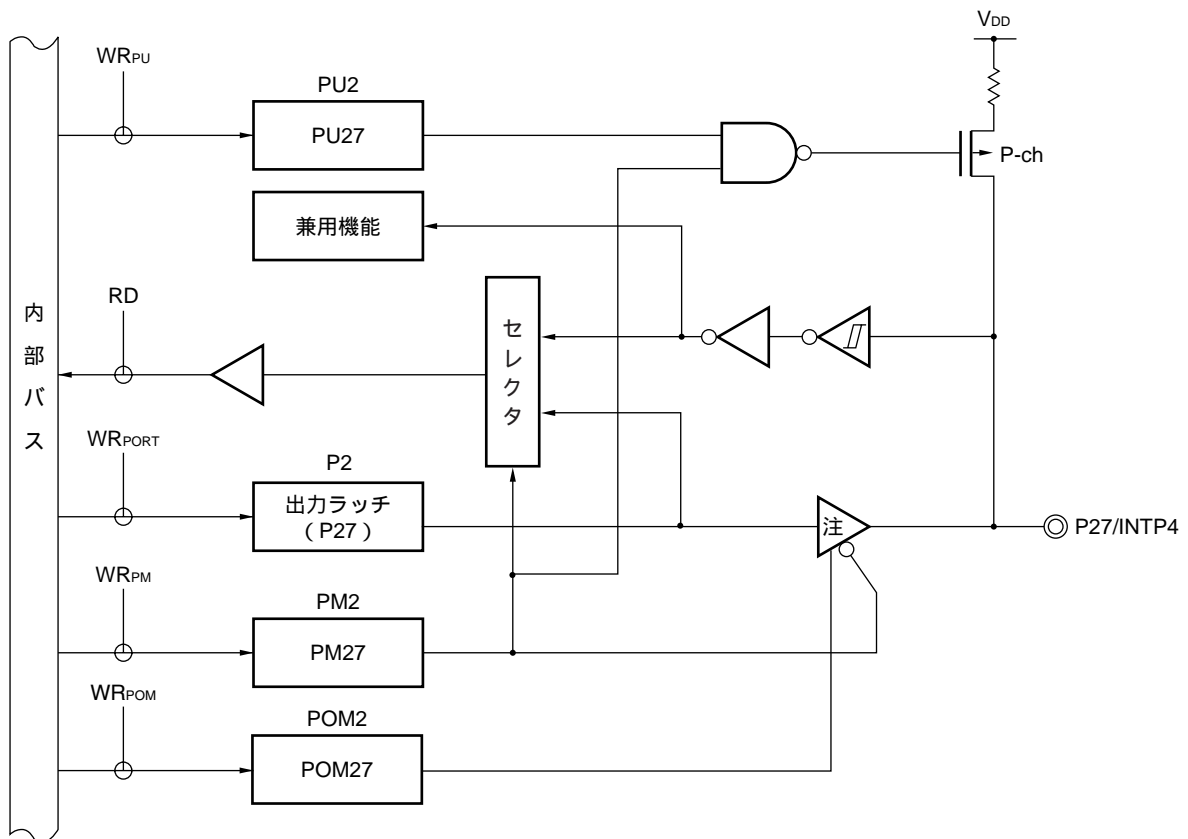 VDD
WRPU
PU2
PU27
P-ch
兼用機能
RD
セレクタ
内部バス
WRPORT
P2
出力ラッチ
（P27）
注
P27/INTP4
WRPM
PM2
PM27
WRPOM
POM2
POM27